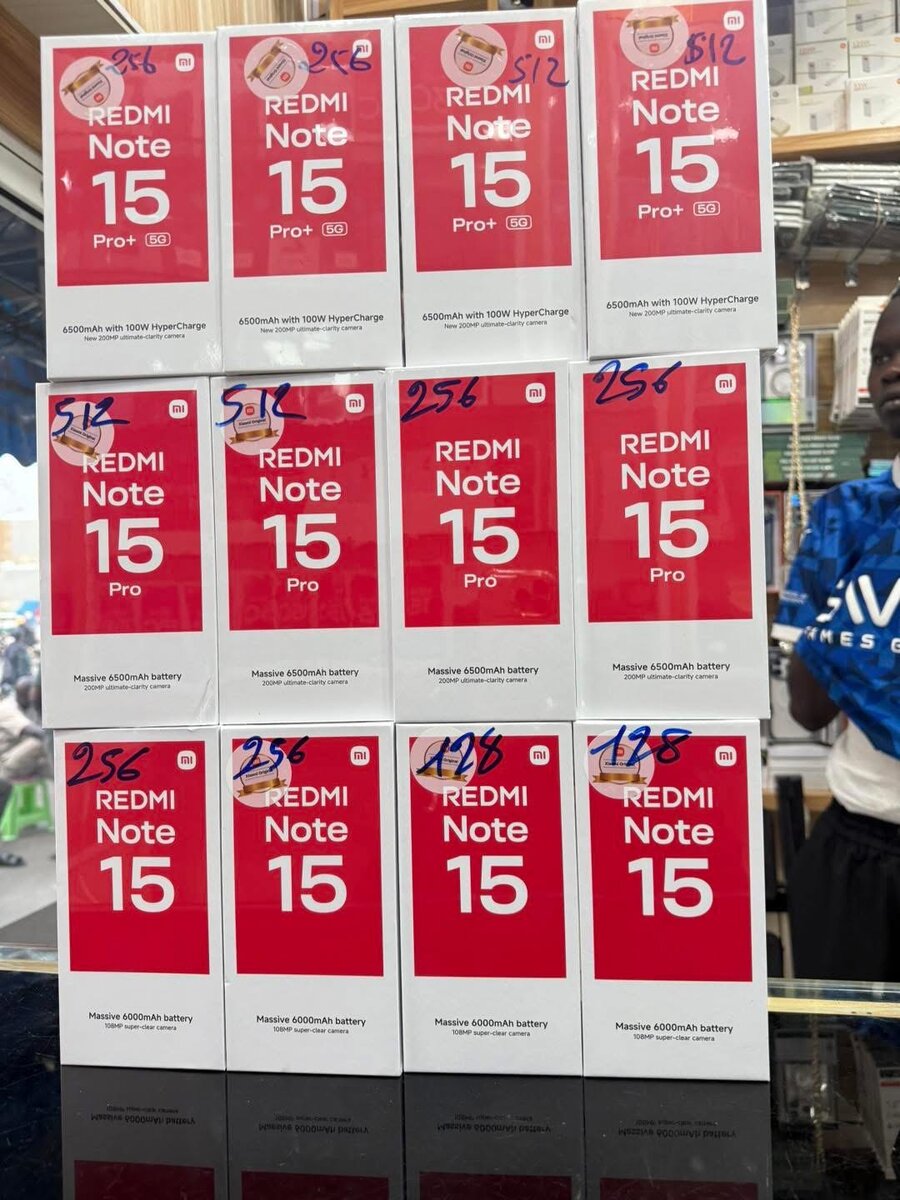 256
mi
REDMI
Note
15
Pro+ 5G
6500mAh with 100W HyperCharge
New 200MP ultimate-clarity camera
256
mi
REDMI
Note
15
Pro+ 5G
6500mAh with 100W HyperCharge
New 200MP ultimate-clarity camera
512
mi
REDMI
Note
15
Pro+ 5G
6500mAh with 100W HyperCharge
New 200MP ultimate-clarity camera
512
mi
REDMI
Note
15
Pro+ 5G
6500mAh with 100W HyperCharge
New 200MP ultimate-clarity camera
512
mi
REDMI
Note
15
Pro
Massive 6500mAh battery
200MP ultimate-clarity camera
512
mi
Xiaomi Original
REDMI
Note
15
Pro
Massive 6500mAh battery
200MP ultimate-clarity camera
256
mi
REDMI
Note
15
Pro
Massive 6500mAh battery
200MP ultimate-clarity camera
256
mi
REDMI
Note
15
Pro
Massive 6500mAh battery
200MP ultimate-clarity camera
256
mi
REDMI
Note
15
Massive 6000mAh battery
108MP super-clear camera
256
mi
Xiaomi Original
REDMI
Note
15
Massive 6000mAh battery
108MP super-clear camera
128
mi
REDMI
Note
15
Massive 6000mAh battery
108MP super-clear camera
128
mi
Xiaomi Original
REDMI
Note
15
Massive 6000mAh battery
108MP super-clear camera